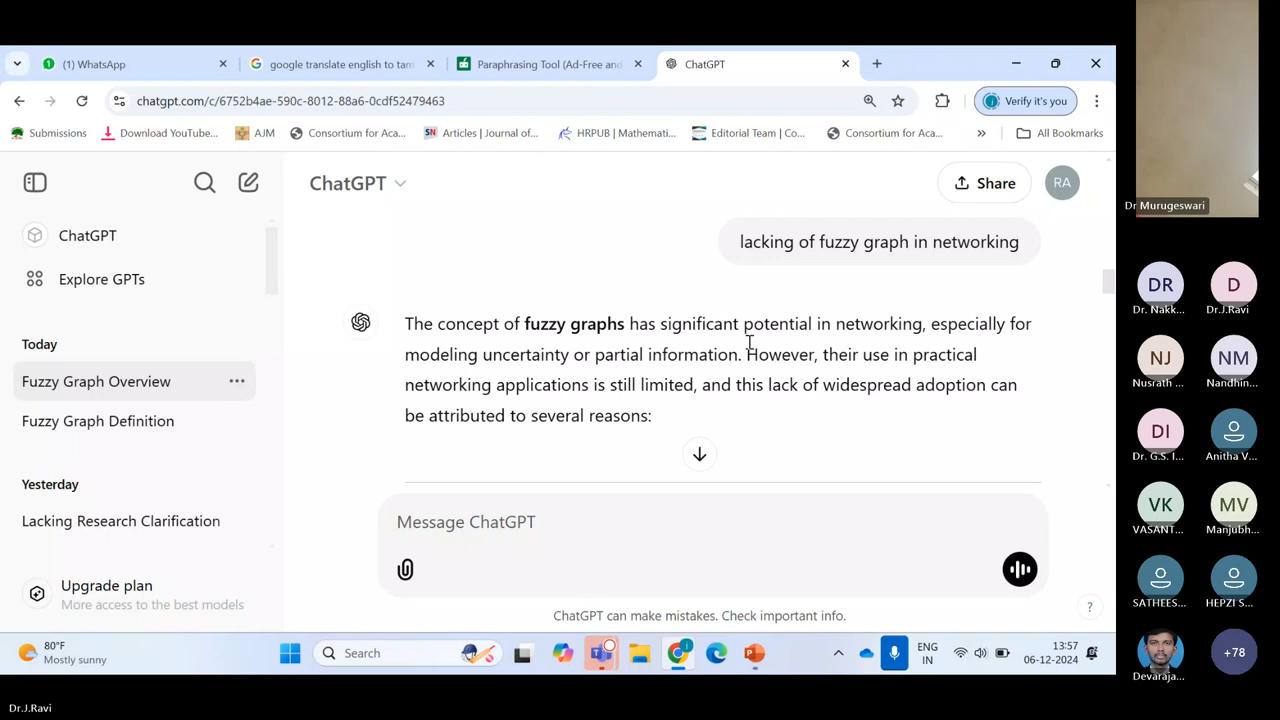 (1) WhatsApp
google translate english to tam
Paraphrasing Tool (Ad-Free and
ChatGPT
chatgpt.com/c/6752b4ae-590c-8012-88a6-0cdf52479463
Verify it's you
Submissions
Download YouTube...
AJM
Consortium for Aca...
SN Articles | Journal of...
HRPUB | Mathemati...
Editorial Team | Co...
Consortium for Aca...
»
All Bookmarks
ChatGPT
Share
RA
ChatGPT
Explore GPTs
Today
Fuzzy Graph Overview
Fuzzy Graph Definition
Yesterday
Lacking Research Clarification
Upgrade plan
More access to the best models
lacking of fuzzy graph in networking
The concept of fuzzy graphs has significant potential in networking, especially for
modeling uncertainty or partial information. However, their use in practical
networking applications is still limited, and this lack of widespread adoption can
be attributed to several reasons:
Message ChatGPT
ChatGPT can make mistakes. Check important info.
?
80°F
Mostly sunny
Search
ENG
IN
13:57
06-12-2024
Dr Murugeswari
DR
Dr. Nakk...
D
Dr.J.Ravi
NJ
Nusrath ...
NM
Nandhin...
DI
Dr. G.S. I...
Anitha V...
VK
VASANT...
MV
Manjubh...
SATHEES...
HEPZI S...
Devaraja...
+78
Dr.J.Ravi